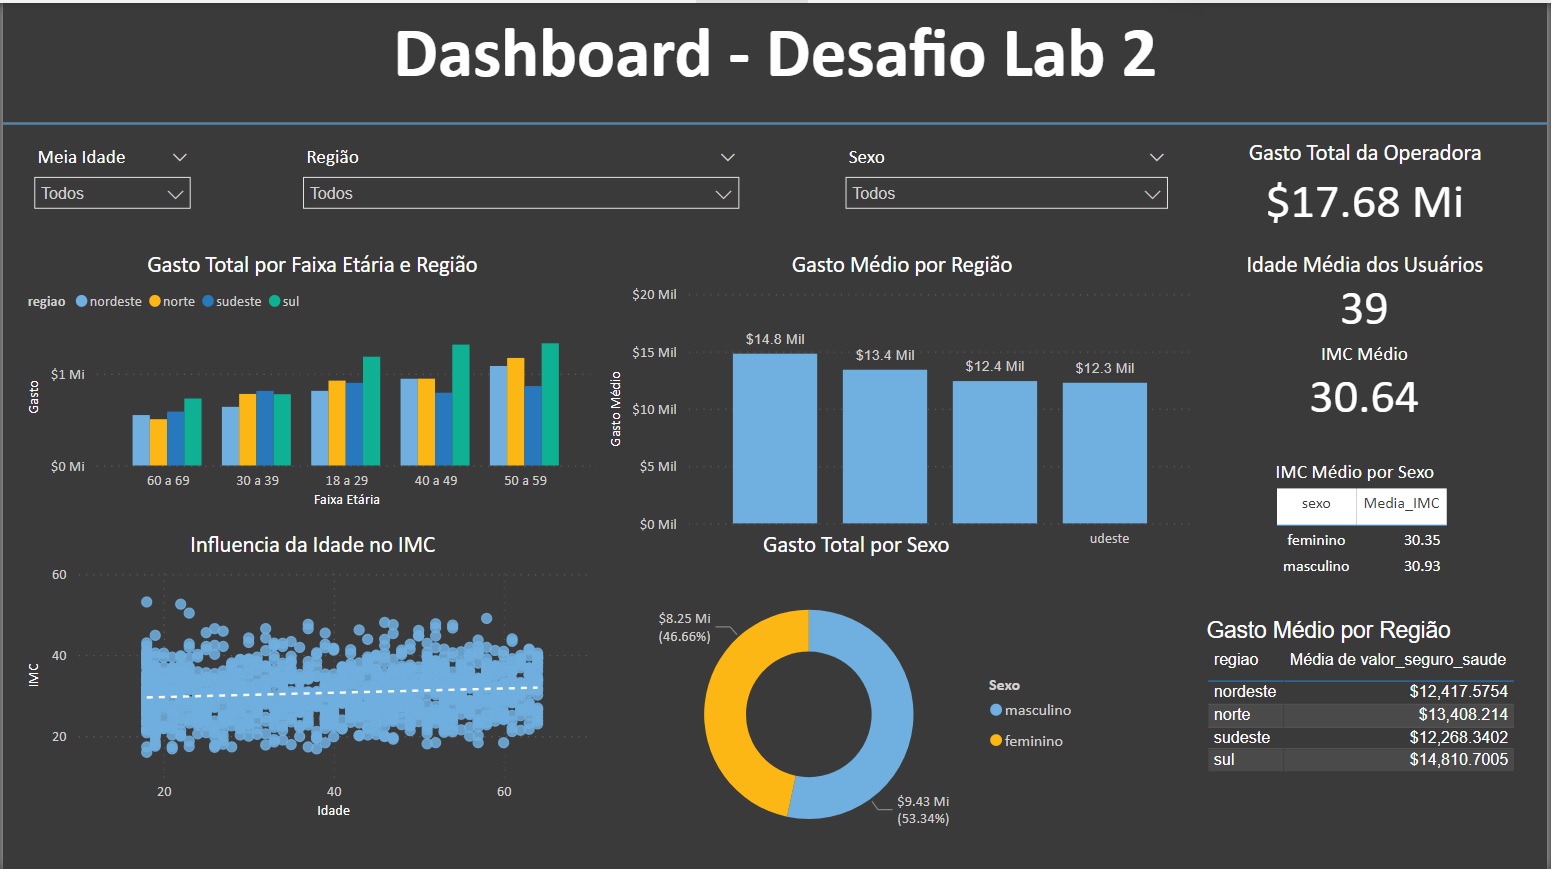 Dashboard - Desafio Lab 2
Meia Idade
Todos
Região
Todos
Sexo
Todos
Gasto Total da Operadora
$17.68 Mi
Idade Média dos Usuários
39
IMC Médio
30.64
Gasto Total por Faixa Etária e Região
regiao nordeste norte sudeste sul
Gasto
$1 Mi
$0 Mi
60 a 69 30 a 39 18 a 29 40 a 49 50 a 59
Faixa Etária
Gasto Médio por Região
Gasto Médio
$20 Mil
$15 Mil
$10 Mil
$5 Mil
$0 Mil
$14.8 Mil
$13.4 Mil
$12.4 Mil
$12.3 Mil
udeste
IMC Médio por Sexo
sexo Media_IMC
feminino 30.35
masculino 30.93
Influencia da Idade no IMC
IMC
60
40
20
20 40 60
Idade
Gasto Total por Sexo
$8.25 Mi
(46.66%)
$9.43 Mi
(53.34%)
Sexo
masculino
feminino
Gasto Médio por Região
regiao Média de valor_seguro_saude
nordeste $12,417.5754
norte $13,408.214
sudeste $12,268.3402
sul $14,810.7005